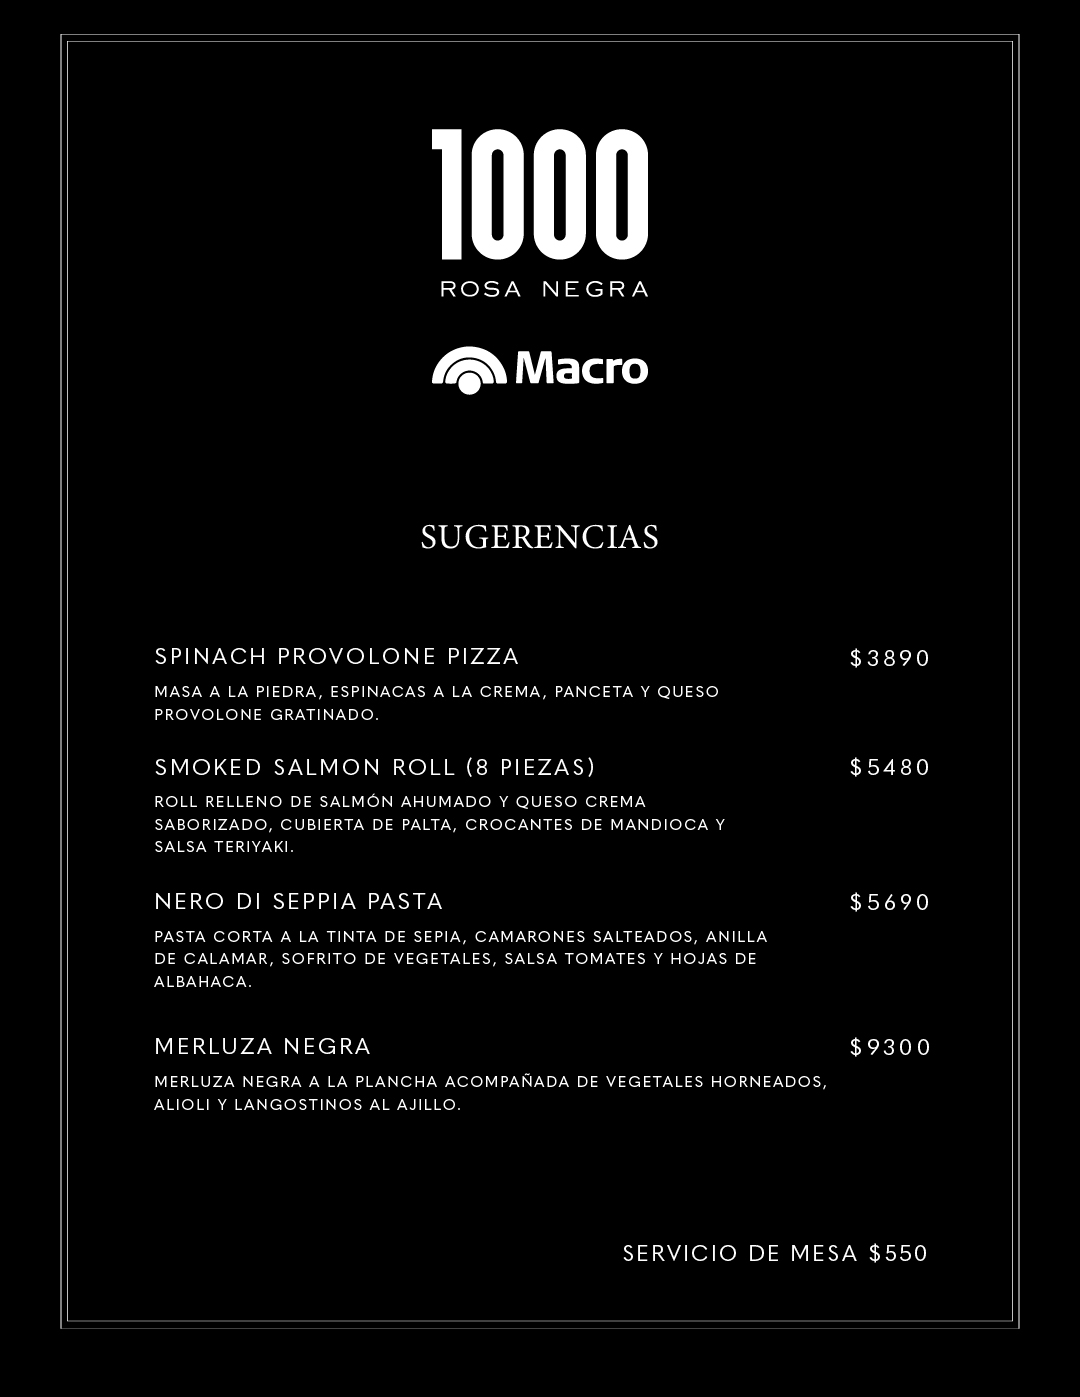 1000
ROSA NEGRA
Macro
SUGERENCIAS
SPINACH PROVOLONE PIZZA $3890
MASA A LA PIEDRA, ESPINACAS A LA CREMA, PANCETA Y QUESO
PROVOLONE GRATINADO.
SMOKED SALMON ROLL (8 PIEZAS) $5480
ROLL RELLENO DE SALMÓN AHUMADO Y QUESO CREMA
SABORIZADO, CUBIERTA DE PALTA, CROCANTES DE MANDIOCA Y
SALSA TERIYAKI.
NERO DI SEPPIA PASTA $5690
PASTA CORTA A LA TINTA DE SEPIA, CAMARONES SALTEADOS, ANILLA
DE CALAMAR, SOFRITO DE VEGETALES, SALSA TOMATES Y HOJAS DE
ALBAHACA.
MERLUZA NEGRA $9300
MERLUZA NEGRA A LA PLANCHA ACOMPAÑADA DE VEGETALES HORNEADOS,
ALIOLI Y LANGOSTINOS AL AJILLO.
SERVICIO DE MESA $550